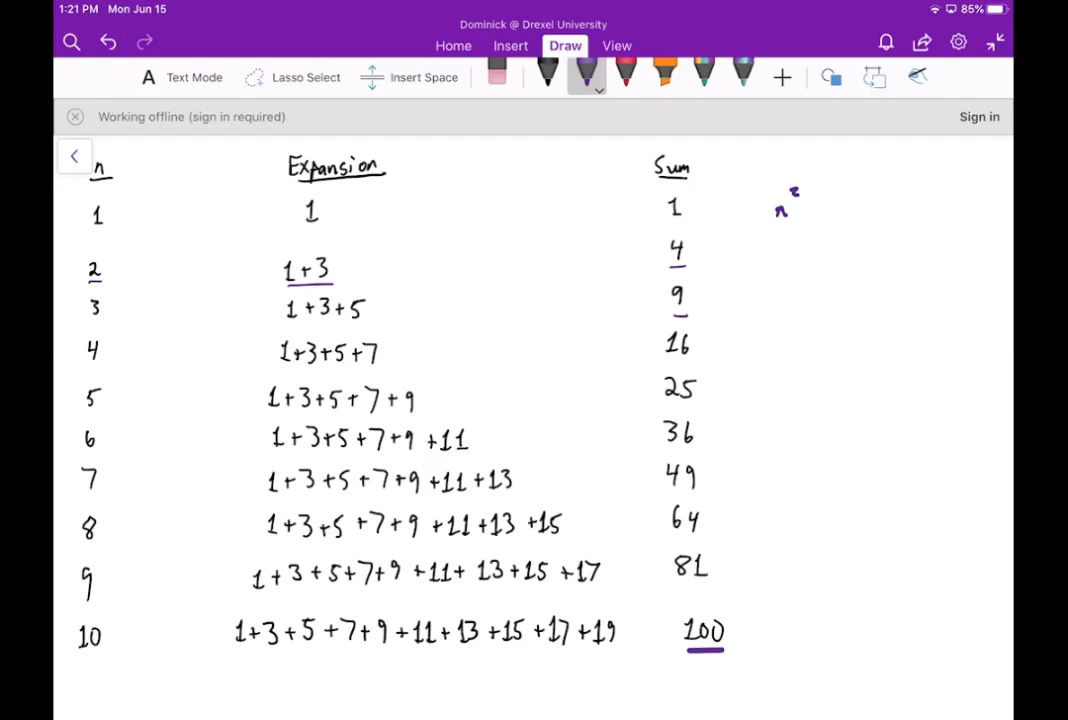 1:21 PM Mon Jun 15 85%
Dominick @ Drexel University
Home Insert Draw View
Text Mode Lasso Select Insert Space
Working offline (sign in required) Sign in
n Expansion Sum
1 1 1 n²
2 1+3 4
3 1+3+5 9
4 1+3+5+7 16
5 1+3+5+7+9 25
6 1+3+5+7+9+11 36
7 1+3+5+7+9+11+13 49
8 1+3+5+7+9+11+13+15 64
9 1+3+5+7+9+11+13+15+17 81
10 1+3+5+7+9+11+13+15+17+19 100